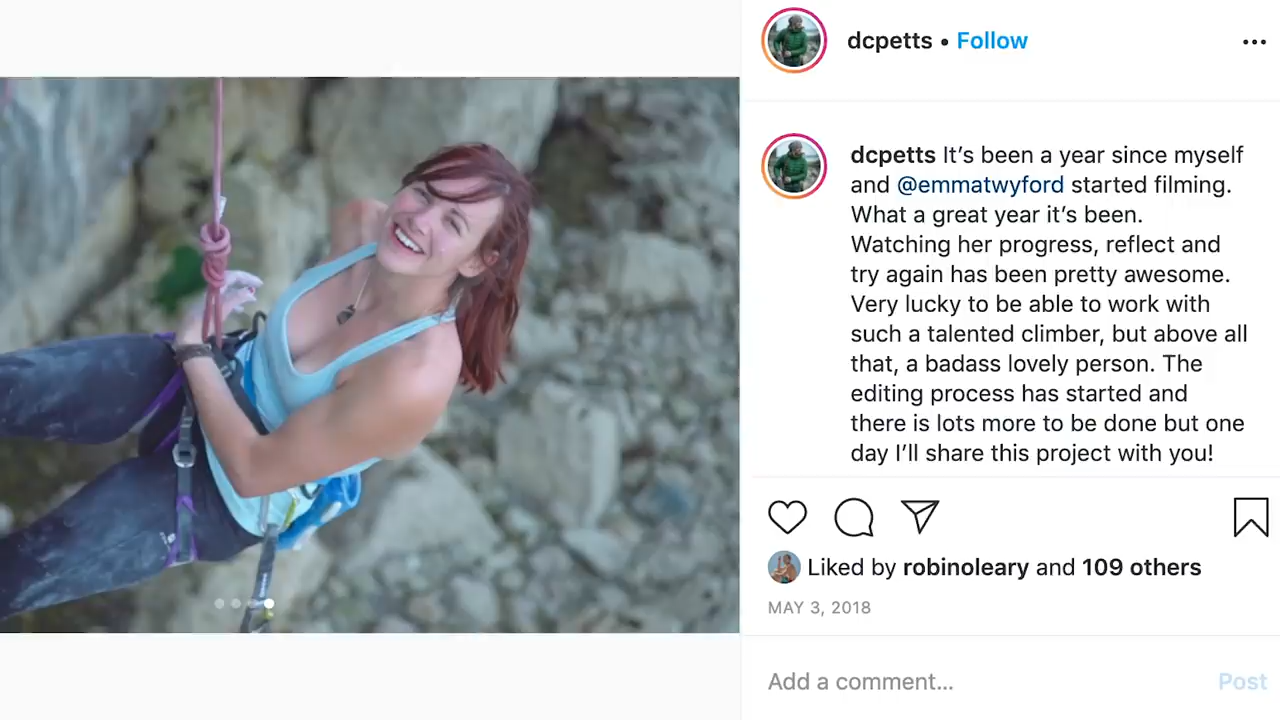 dcpetts • Follow
dcpetts It’s been a year since myself
and @emmatwyford started filming.
What a great year it’s been.
Watching her progress, reflect and
try again has been pretty awesome.
Very lucky to be able to work with
such a talented climber, but above all
that, a badass lovely person. The
editing process has started and
there is lots more to be done but one
day I’ll share this project with you!
Liked by robinoleary and 109 others
MAY 3, 2018
Add a comment...
Post